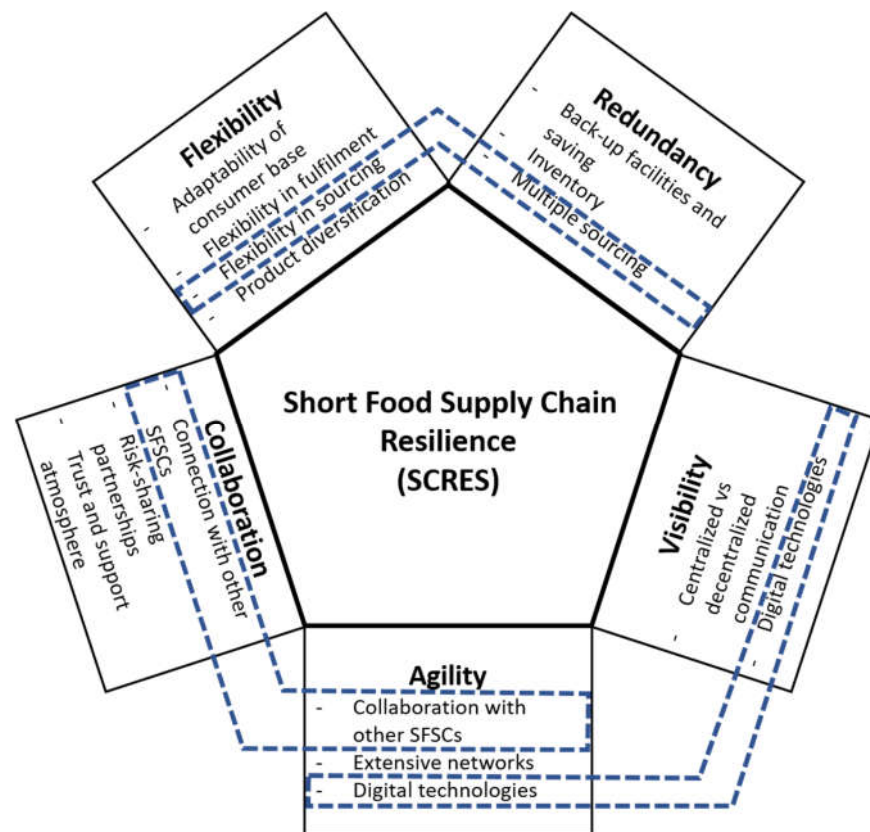 Flexibility
- Adaptability of
consumer base
- Flexibility in fulfilment
- Flexibility in sourcing
- Product diversification
Redundancy
- Back-up facilities and
saving
- Inventory
- Multiple sourcing
Short Food Supply Chain
Resilience
(SCRES)
Collaboration
- Connection with other
SFSCs
- Risk-sharing
partnerships
- Trust and support
atmosphere
Visibility
- Centralized vs
decentralized
communication
- Digital technologies
Agility
- Collaboration with
other SFSCs
- Extensive networks
- Digital technologies